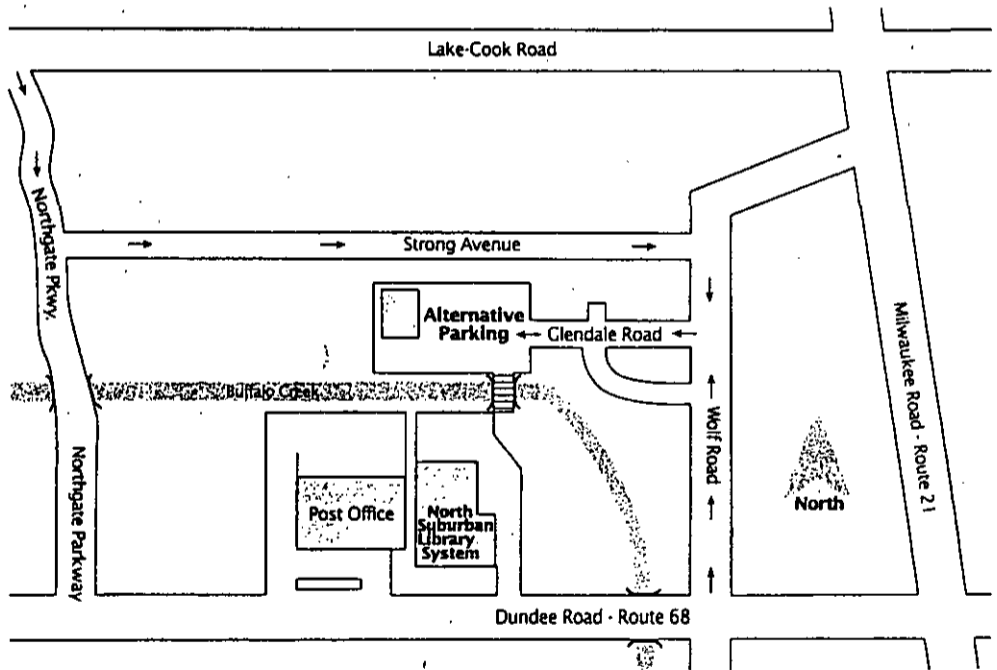 Lake-Cook Road
Northgate Pkwy.
Strong Avenue
Alternative
Parking
Glendale Road
Milwaukee Road - Route 21
Buffalo Creek
Wolf Road
Northgate Parkway
Post Office
North
Suburban
Library
System
North
Dundee Road - Route 68